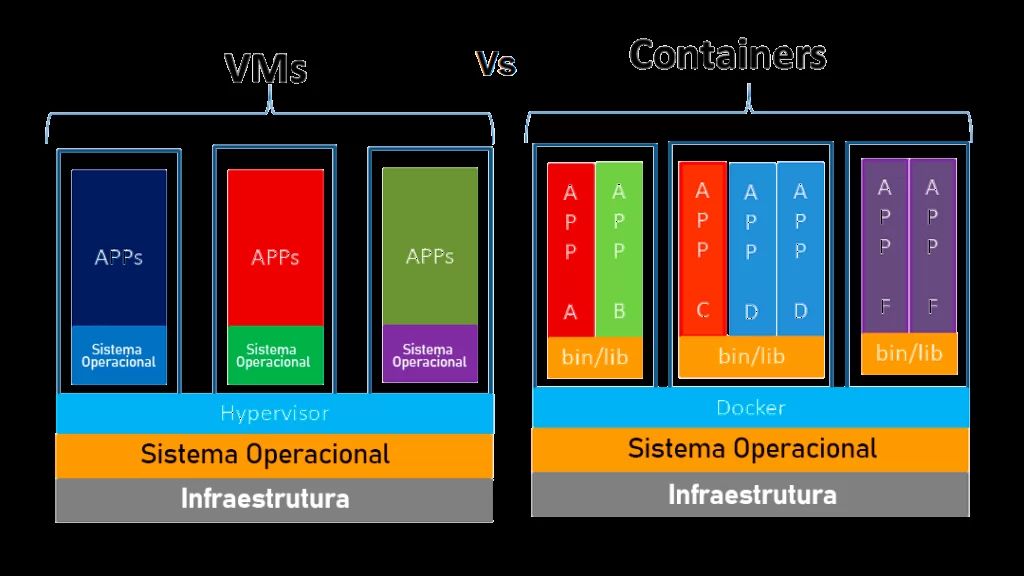 VMs
Vs
Containers
APPs
Sistema
Operacional
APPs
Sistema
Operacional
APPs
Sistema
Operacional
Hypervisor
Sistema Operacional
Infraestrutura
APP A
APP B
bin/lib
APP C
APP D
APP D
bin/lib
APP F
APP F
bin/lib
Docker
Sistema Operacional
Infraestrutura